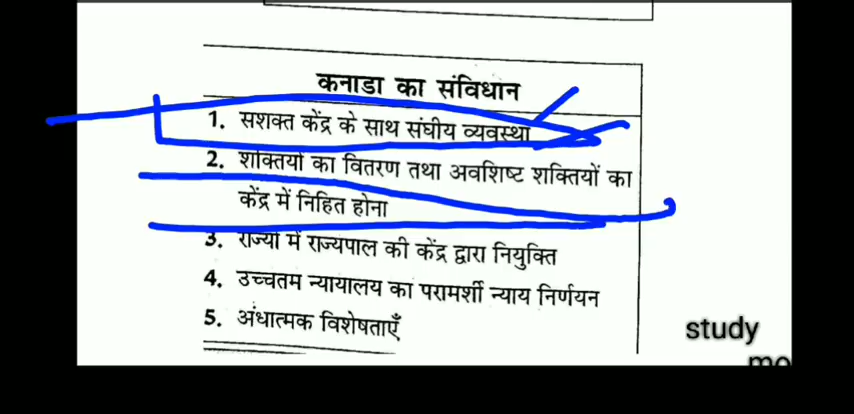 कनाडा का संविधान
1. सशक्त केंद्र के साथ संघीय व्यवस्था
2. शक्तियों का वितरण तथा अवशिष्ट शक्तियों का
केंद्र में निहित होना
3. राज्यों में राज्यपाल की केंद्र द्वारा नियुक्ति
4. उच्चतम न्यायालय का परामर्शी न्याय निर्णयन
5. अंधात्मक विशेषताएँ
study
mo